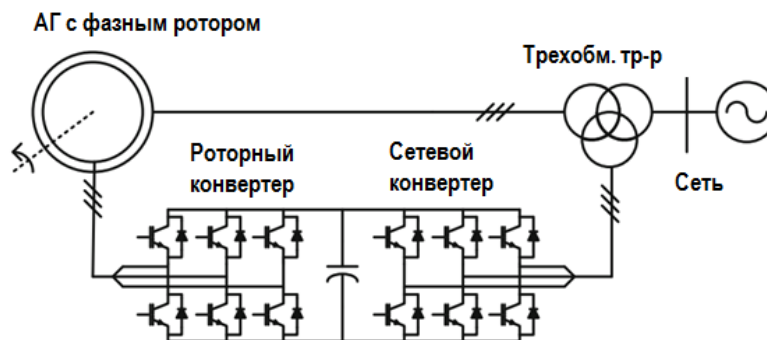 АГ с фазным ротором
Трехобм. тр-р
Роторный
конвертер
Сетевой
конвертер
Сеть